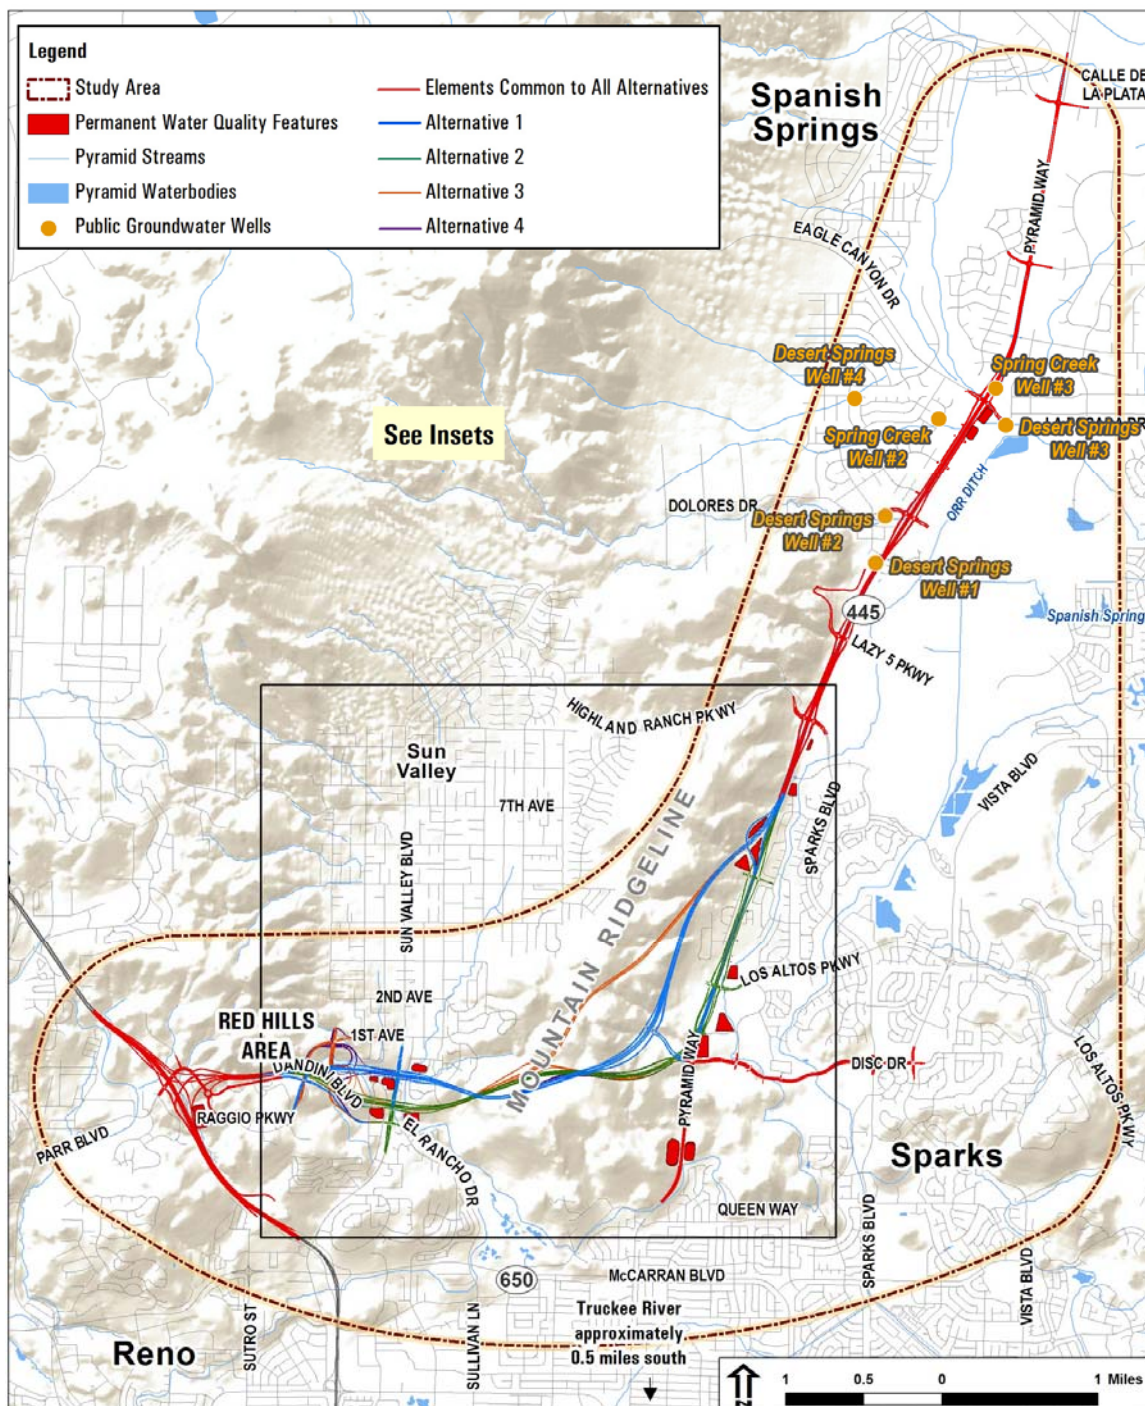 Legend
Study Area
Permanent Water Quality Features
Pyramid Streams
Pyramid Waterbodies
Public Groundwater Wells
Elements Common to All Alternatives
Alternative 1
Alternative 2
Alternative 3
Alternative 4
Spanish
Springs
CALLE DE
LA PLATA
PYRAMID WAY
EAGLE CANYON DR
Desert Springs
Well #4
Spring Creek
Well #3
See Insets
Spring Creek
Well #2
Desert Springs
Well #3
DR
ORR DITCH
DOLORES DR
Desert Springs
Well #2
Desert Springs
Well #1
445
Spanish Spring
LAZY 5 PKWY
HIGHLAND RANCH PKWY
Sun
Valley
7TH AVE
VISTA BLVD
SPARKS BLVD
SUN VALLEY BLVD
MOUNTAIN RIDGELINE
LOS ALTOS PKWY
2ND AVE
RED HILLS
AREA
1ST AVE
DANDINI BLVD
PYRAMID WAY
DISC DR
LOS ALTOS PKWY
RAGGIO PKWY
PARR BLVD
EL RANCHO DR
Sparks
QUEEN WAY
650
McCARRAN BLVD
SPARKS BLVD
VISTA BLVD
SUTRO ST
SULLIVAN LN
Truckee River
approximately
0.5 miles south
Reno
1 0.5 0 1 Miles